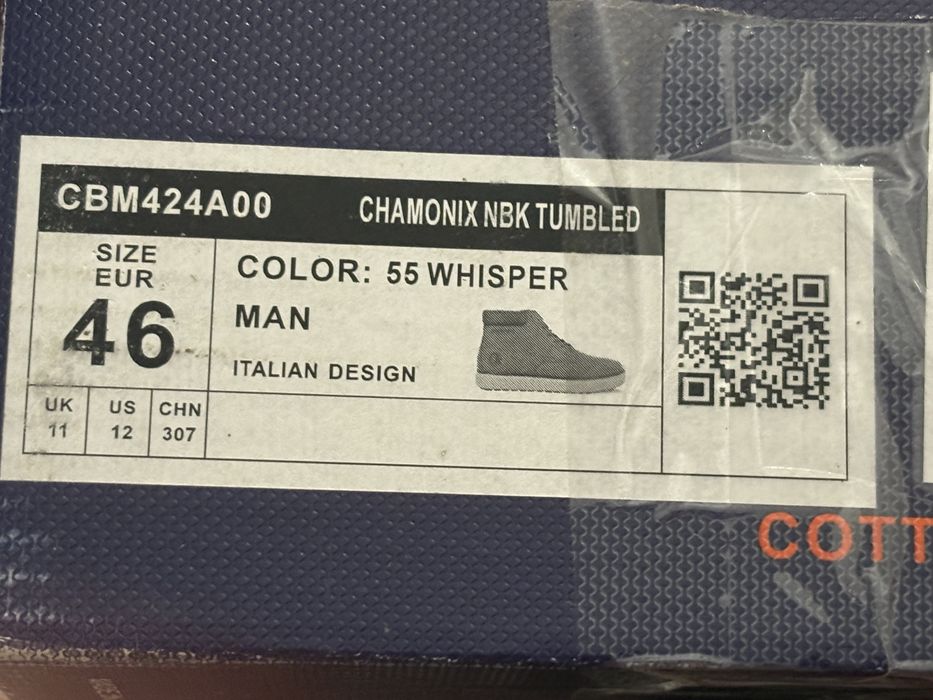 CBM424A00 CHAMONIX NBK TUMBLED
SIZE
EUR
46
COLOR: 55 WHISPER
MAN
ITALIAN DESIGN
UK
11
US
12
CHN
307
COTT